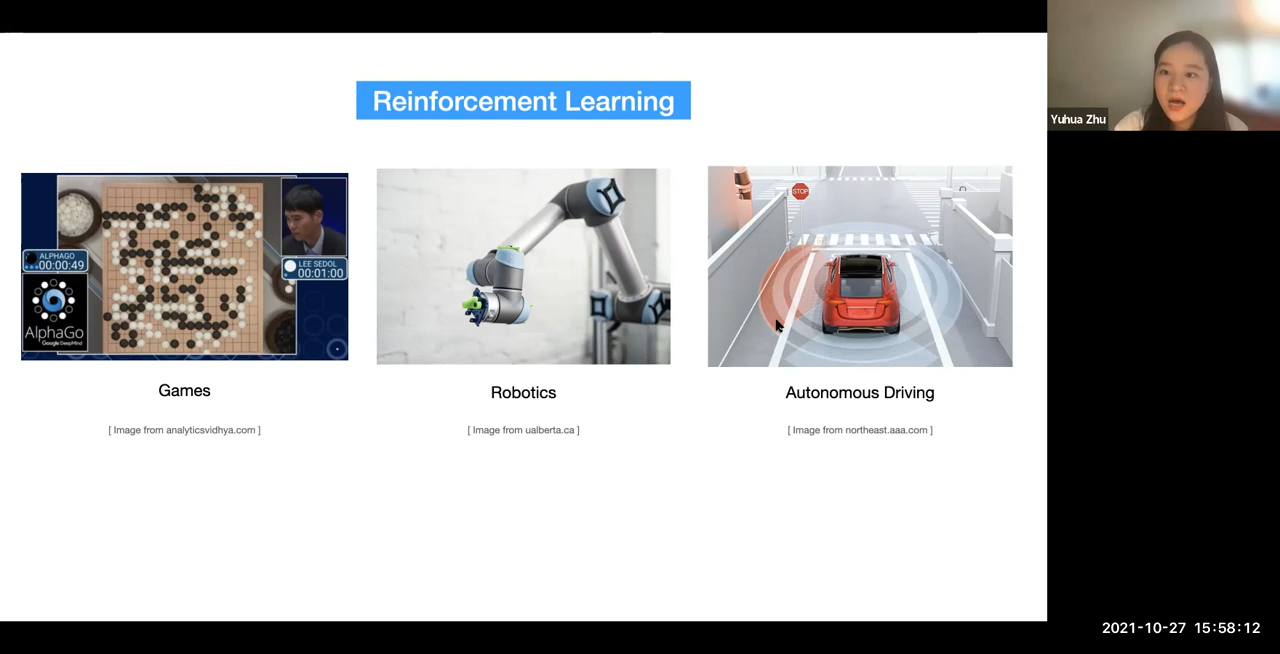 Reinforcement Learning
Yuhua Zhu
STOP
ALPHAGO
00:00:49
LEE SEDOL
00:01:00
AlphaGo
Google DeepMind
Games
Robotics
Autonomous Driving
[ Image from analyticsvidhya.com ]
[ Image from ualberta.ca ]
[ Image from northeast.aaa.com ]
2021-10-27 15:58:12